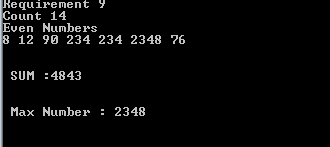 Requirement 9
Count 14
Even Numbers
8 12 90 234 234 2348 76
SUM :4843
Max Number : 2348